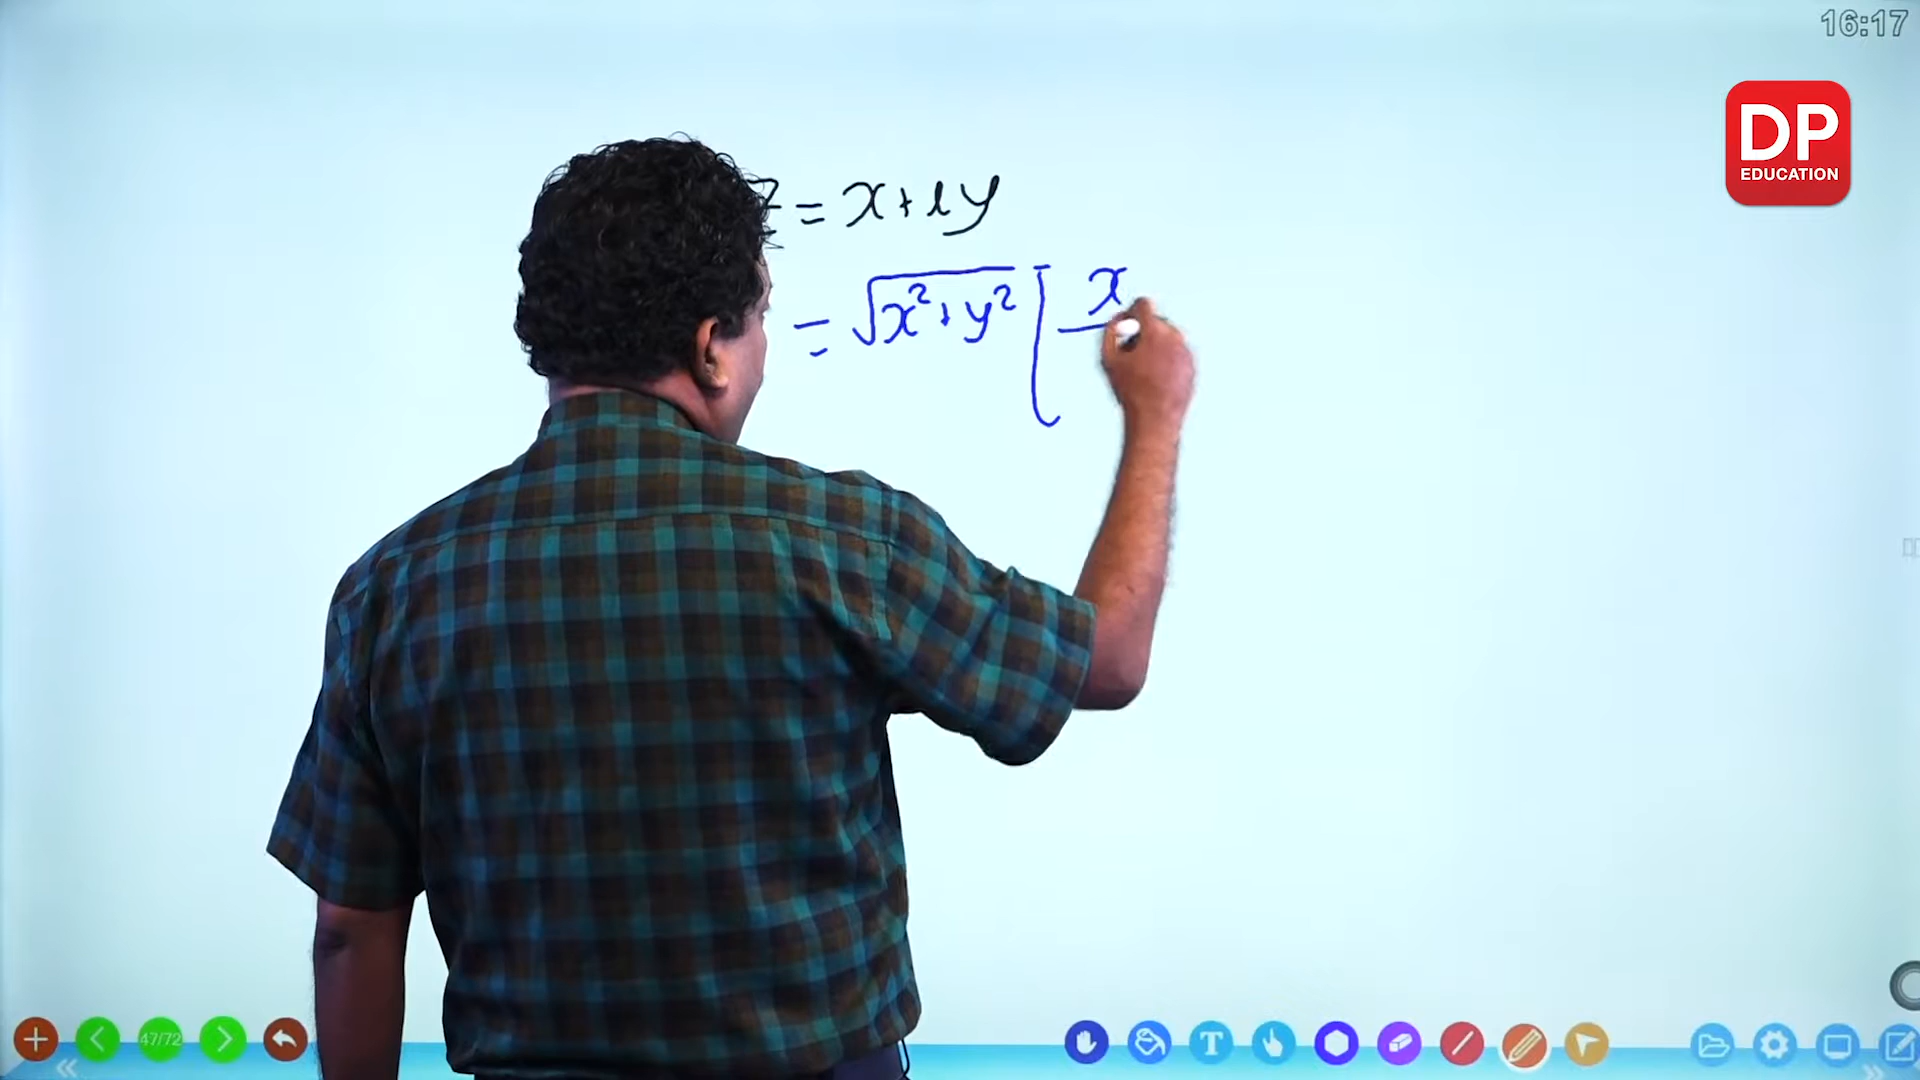 16:17
DP
EDUCATION
z = x + iy
= √x²+y² [ x
47/72
T